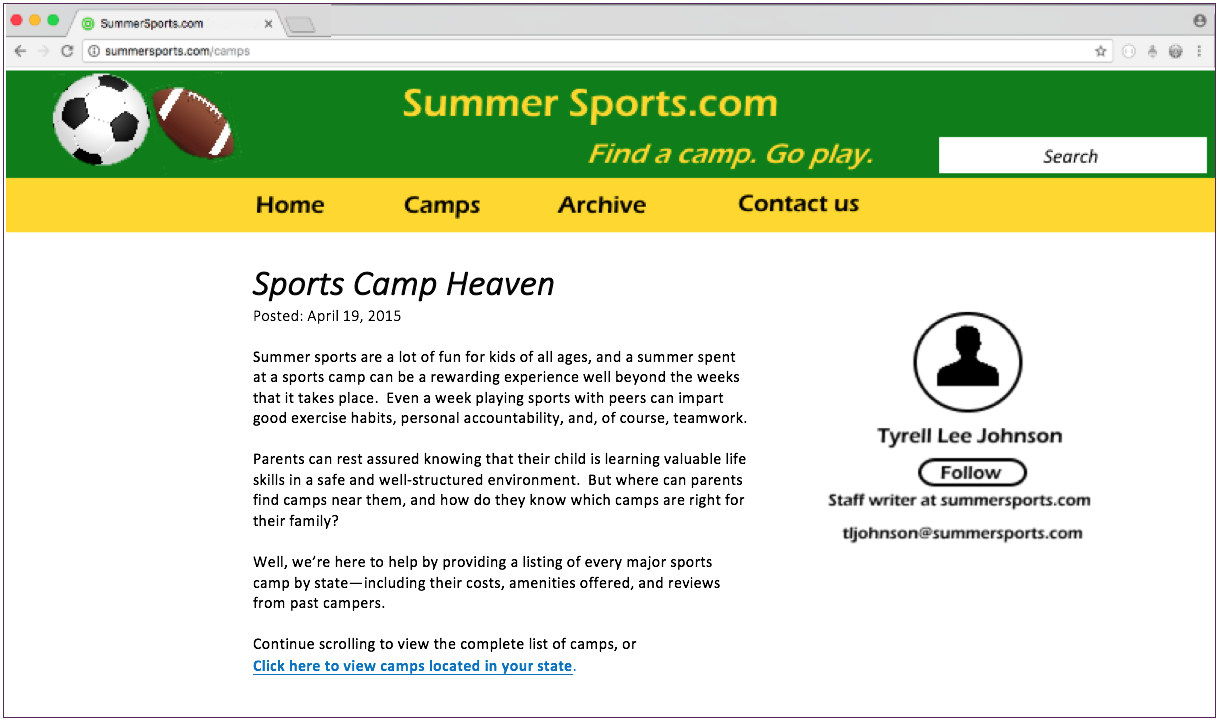 SummerSports.com
summersports.com/camps
Summer Sports.com
Find a camp. Go play.
Search
Home Camps Archive Contact us
Sports Camp Heaven
Posted: April 19, 2015
Summer sports are a lot of fun for kids of all ages, and a summer spent
at a sports camp can be a rewarding experience well beyond the weeks
that it takes place.  Even a week playing sports with peers can impart
good exercise habits, personal accountability, and, of course, teamwork.
Parents can rest assured knowing that their child is learning valuable life
skills in a safe and well-structured environment.  But where can parents
find camps near them, and how do they know which camps are right for
their family?
Well, we’re here to help by providing a listing of every major sports
camp by state—including their costs, amenities offered, and reviews
from past campers.
Continue scrolling to view the complete list of camps, or
Click here to view camps located in your state.
Tyrell Lee Johnson
Follow
Staff writer at summersports.com
tljohnson@summersports.com